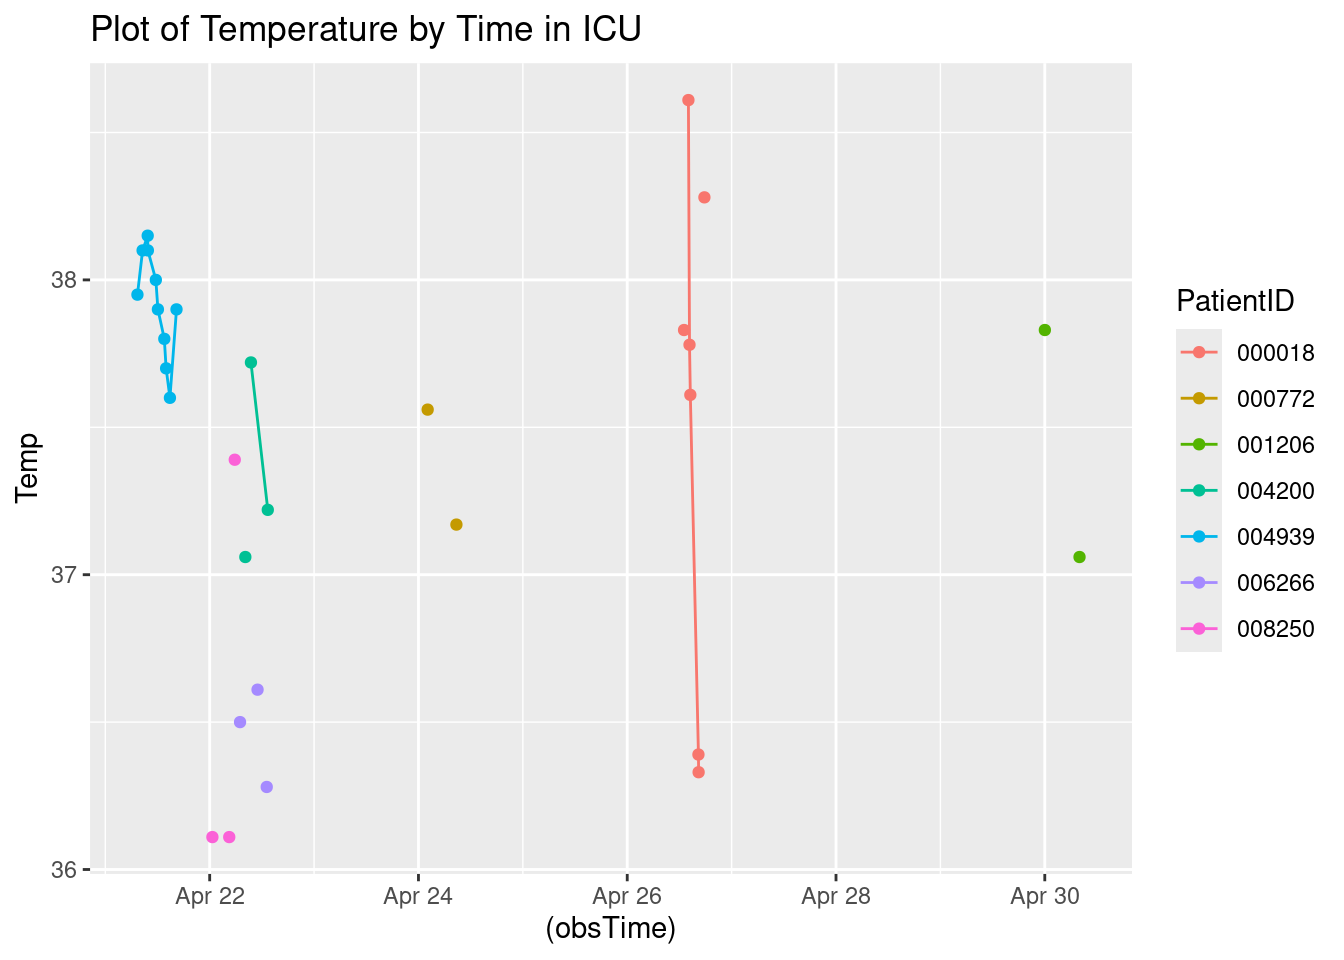 Plot of Temperature by Time in ICU
38
37
36
Temp
Apr 22
Apr 24
Apr 26
Apr 28
Apr 30
(obsTime)
PatientID
000018
000772
001206
004200
004939
006266
008250